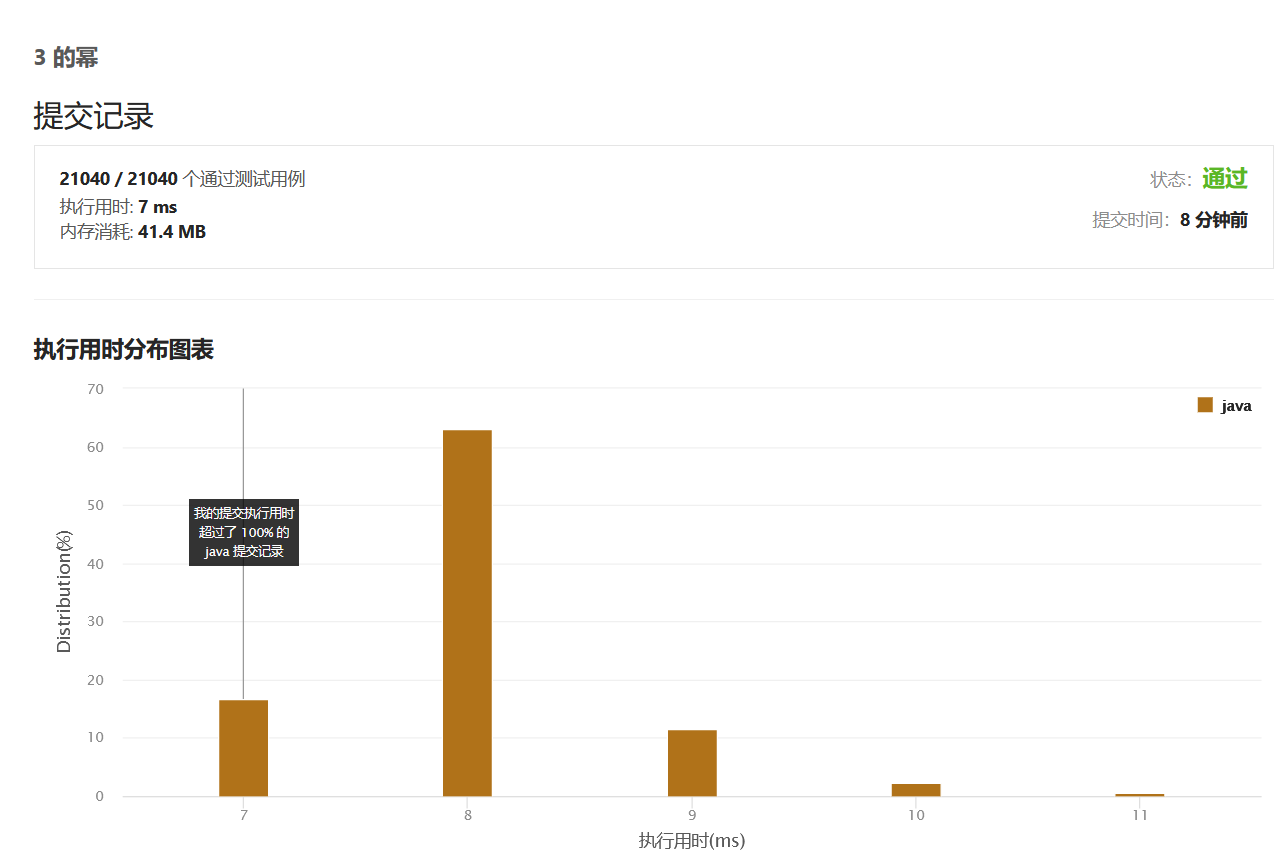 3 的幂
提交记录
21040 / 21040 个通过测试用例
状态：通过
执行用时: 7 ms
提交时间：8 分钟前
内存消耗: 41.4 MB
执行用时分布图表
70
java
60
50
我的提交执行用时
超过了 100% 的
java 提交记录
40
Distribution(%)
30
20
10
0
7 8 9 10 11
执行用时(ms)